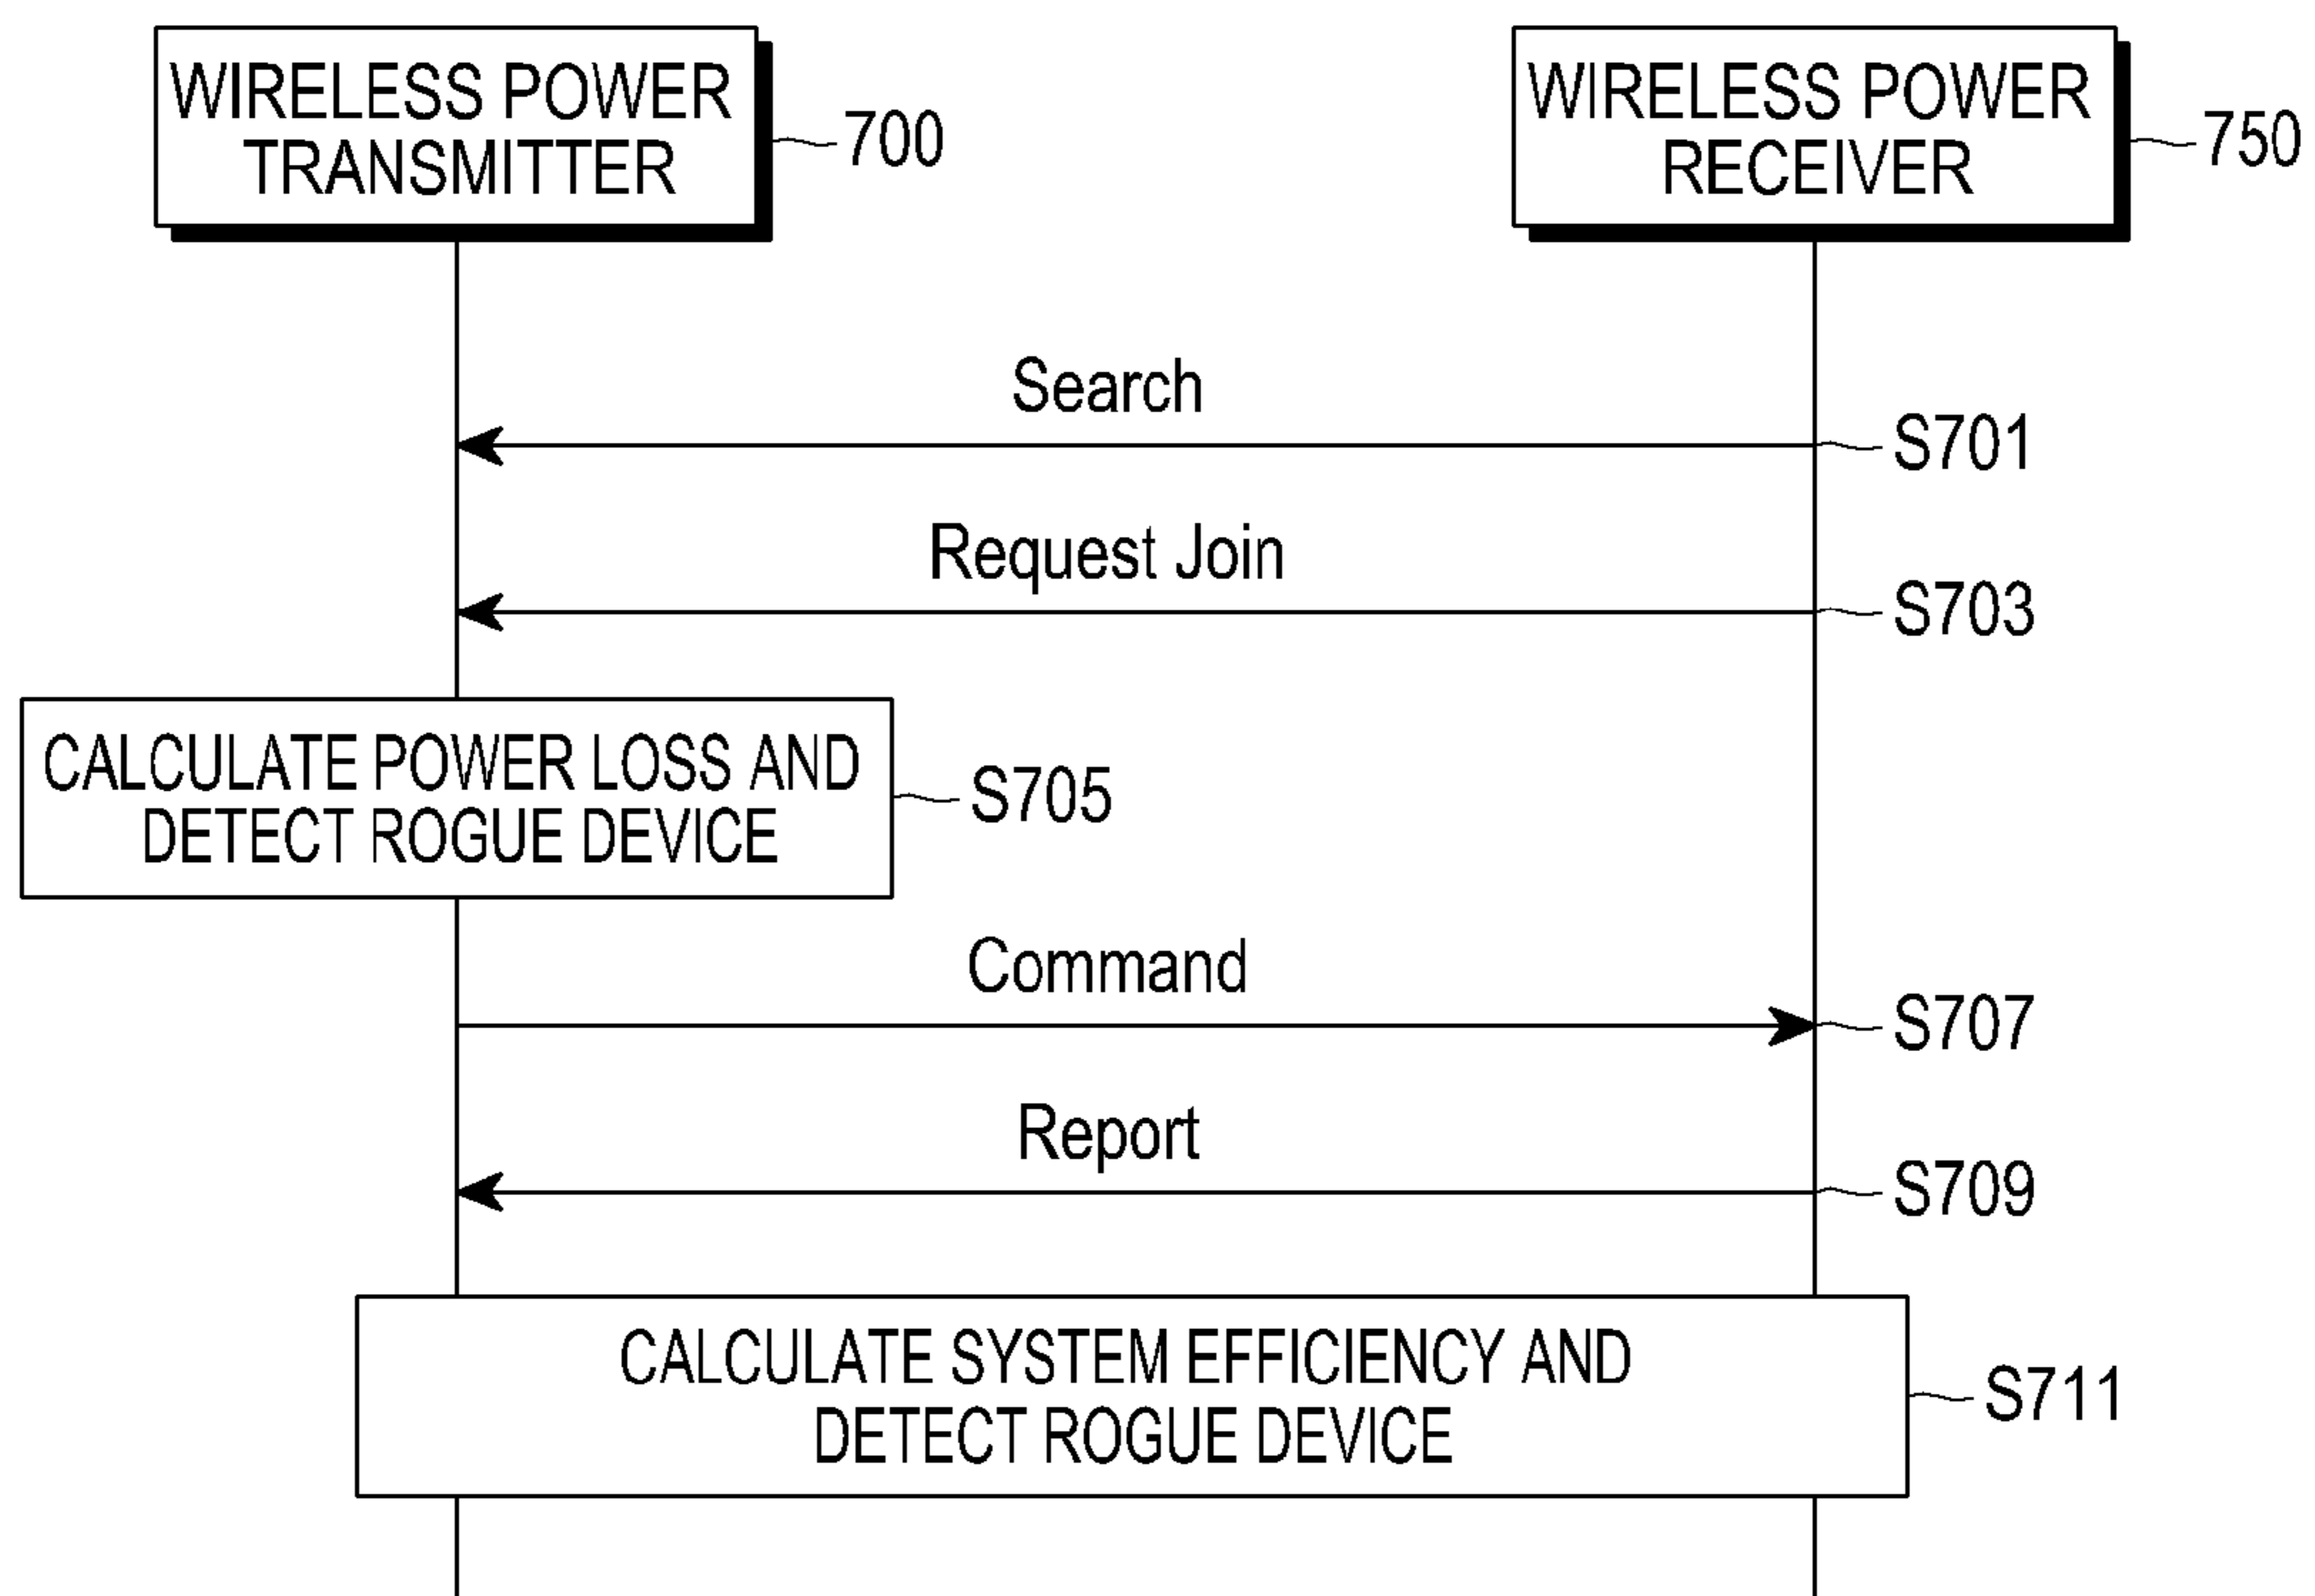 WIRELESS POWER
TRANSMITTER
700
WIRELESS POWER
RECEIVER
750
Search
S701
Request Join
S703
CALCULATE POWER LOSS AND
DETECT ROGUE DEVICE
S705
Command
S707
Report
S709
CALCULATE SYSTEM EFFICIENCY AND
DETECT ROGUE DEVICE
S711